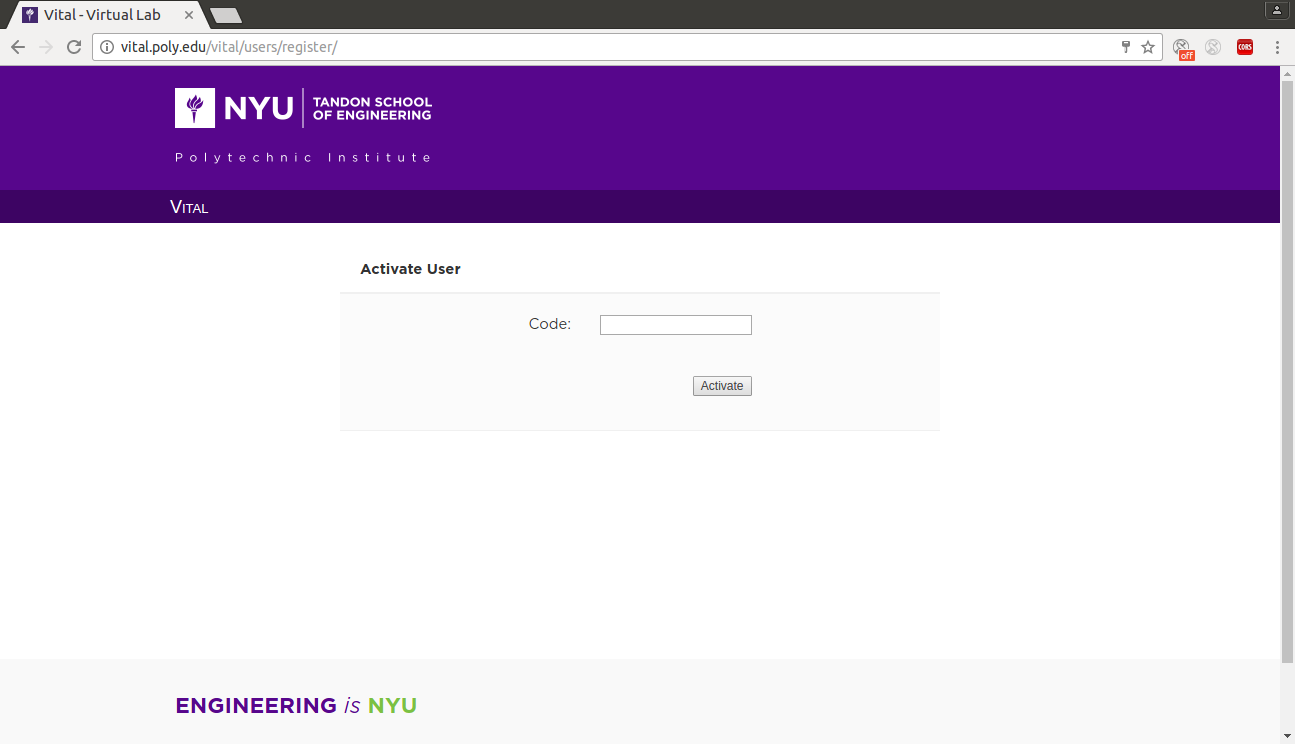 Vital - Virtual Lab
vital.poly.edu/vital/users/register/
off
CORS
NYU
TANDON SCHOOL
OF ENGINEERING
Polytechnic Institute
Vital
Activate User
Code:
Activate
ENGINEERING is NYU